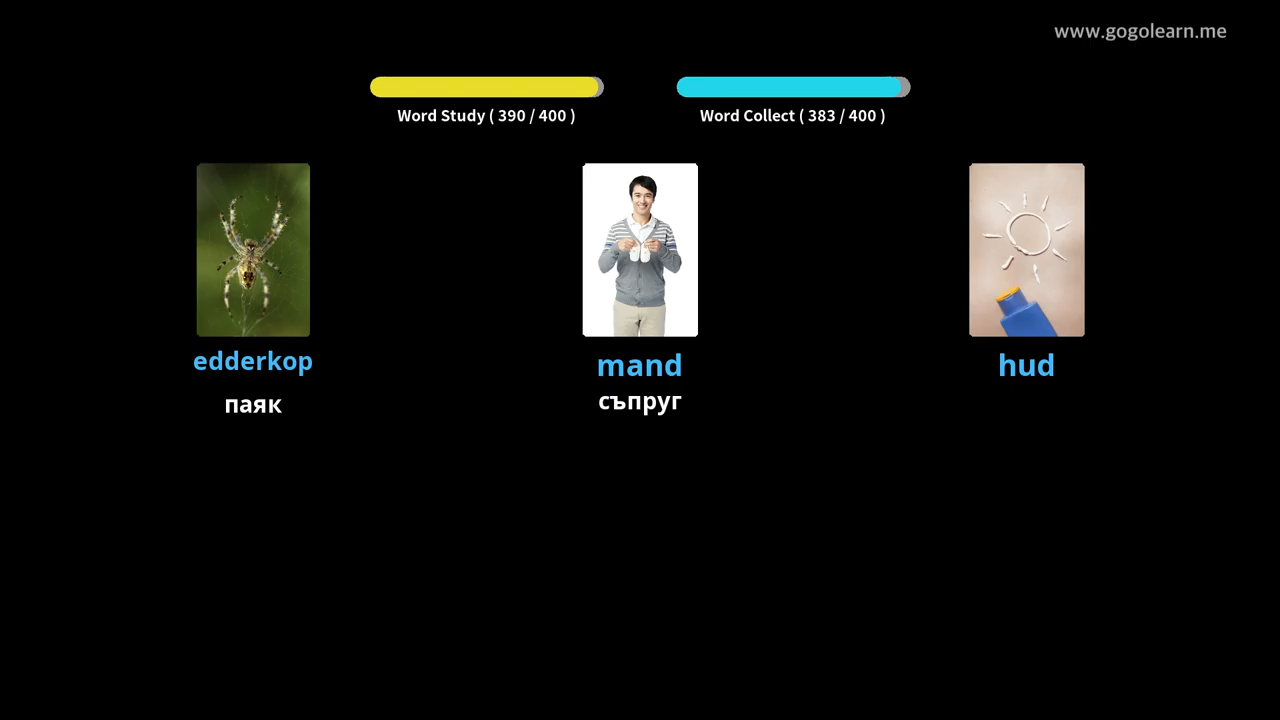 www.gogolearn.me
Word Study ( 390 / 400 )
Word Collect ( 383 / 400 )
edderkop
паяк
mand
съпруг
hud